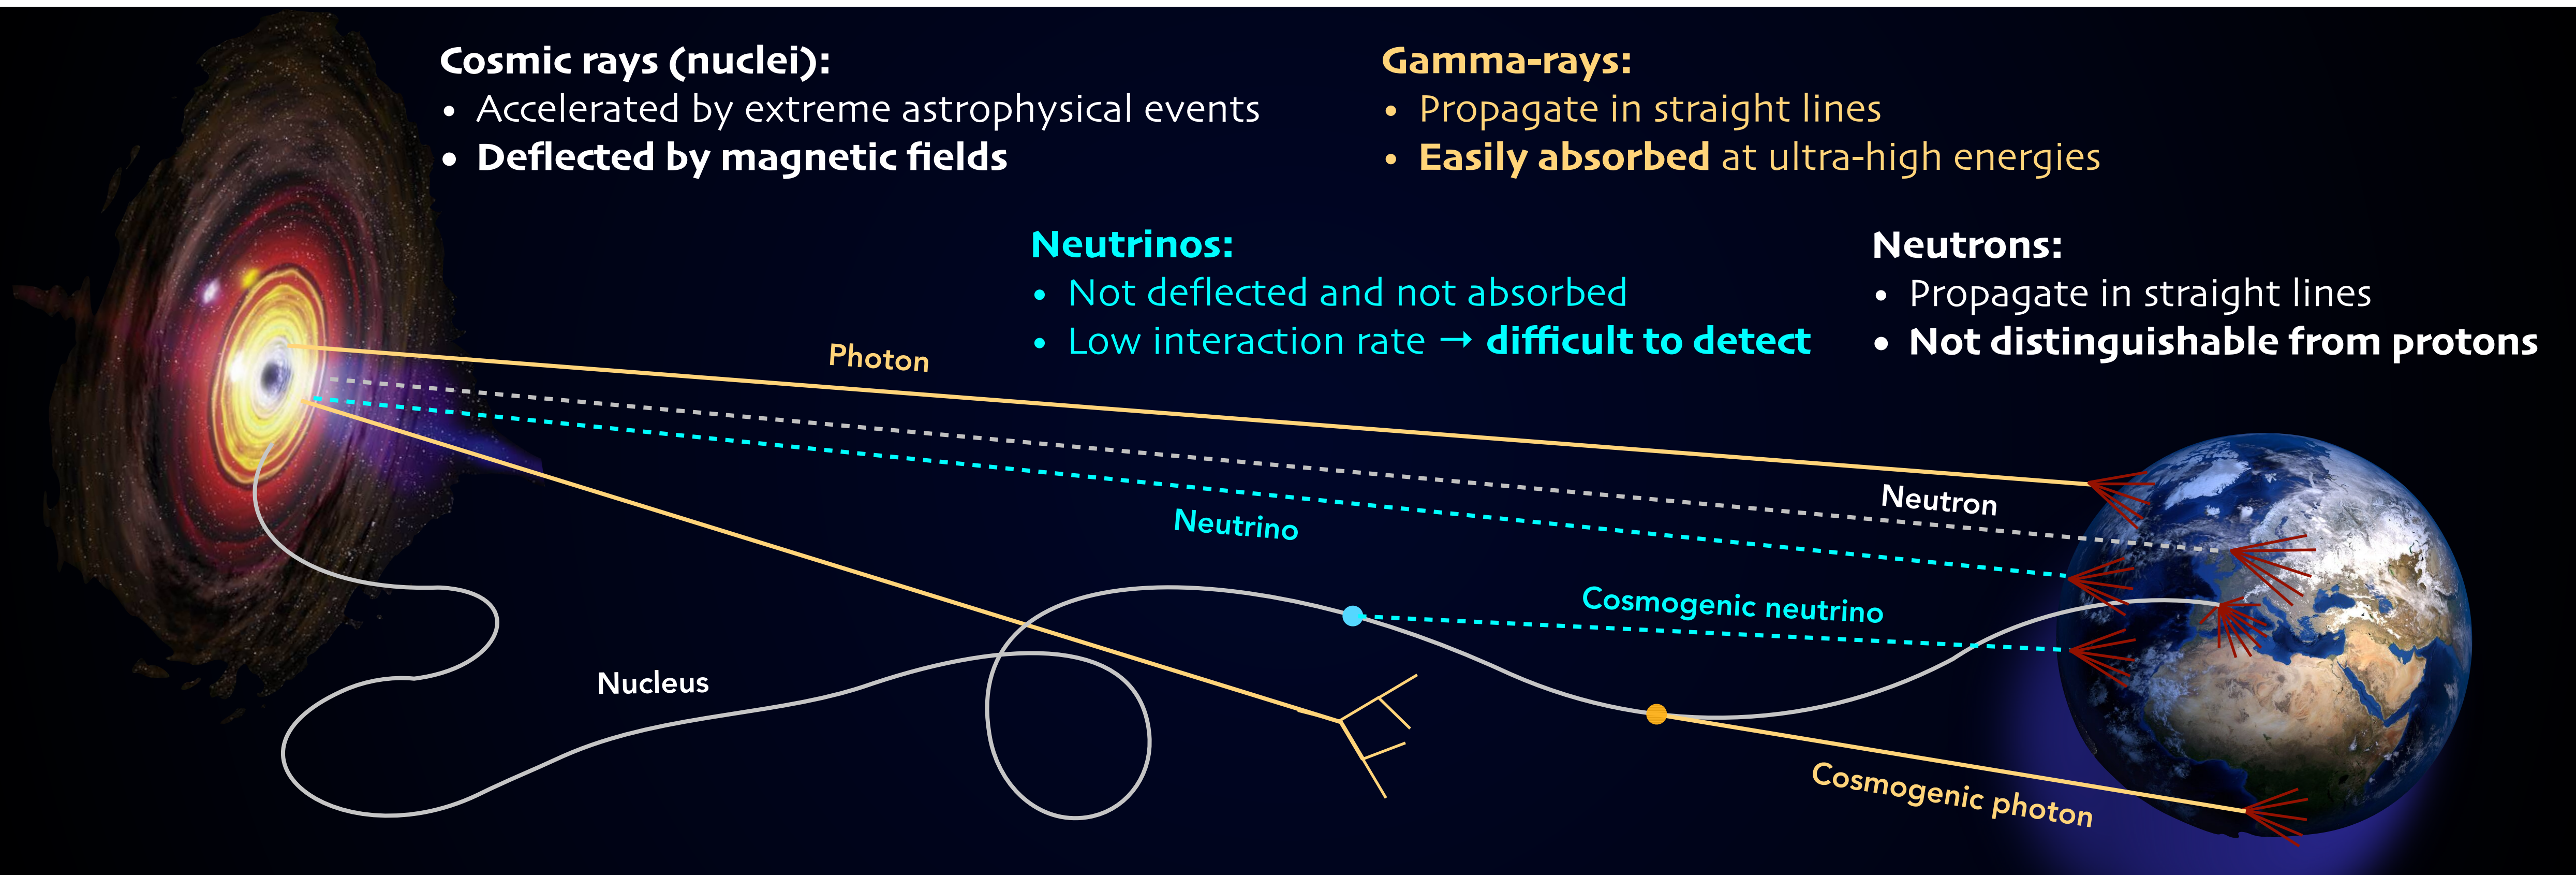 Cosmic rays (nuclei):
• Accelerated by extreme astrophysical events
• Deflected by magnetic fields
Gamma-rays:
• Propagate in straight lines
• Easily absorbed at ultra-high energies
Neutrinos:
• Not deflected and not absorbed
• Low interaction rate → difficult to detect
Neutrons:
• Propagate in straight lines
• Not distinguishable from protons
Photon
Neutron
Neutrino
Cosmogenic neutrino
Nucleus
Cosmogenic photon